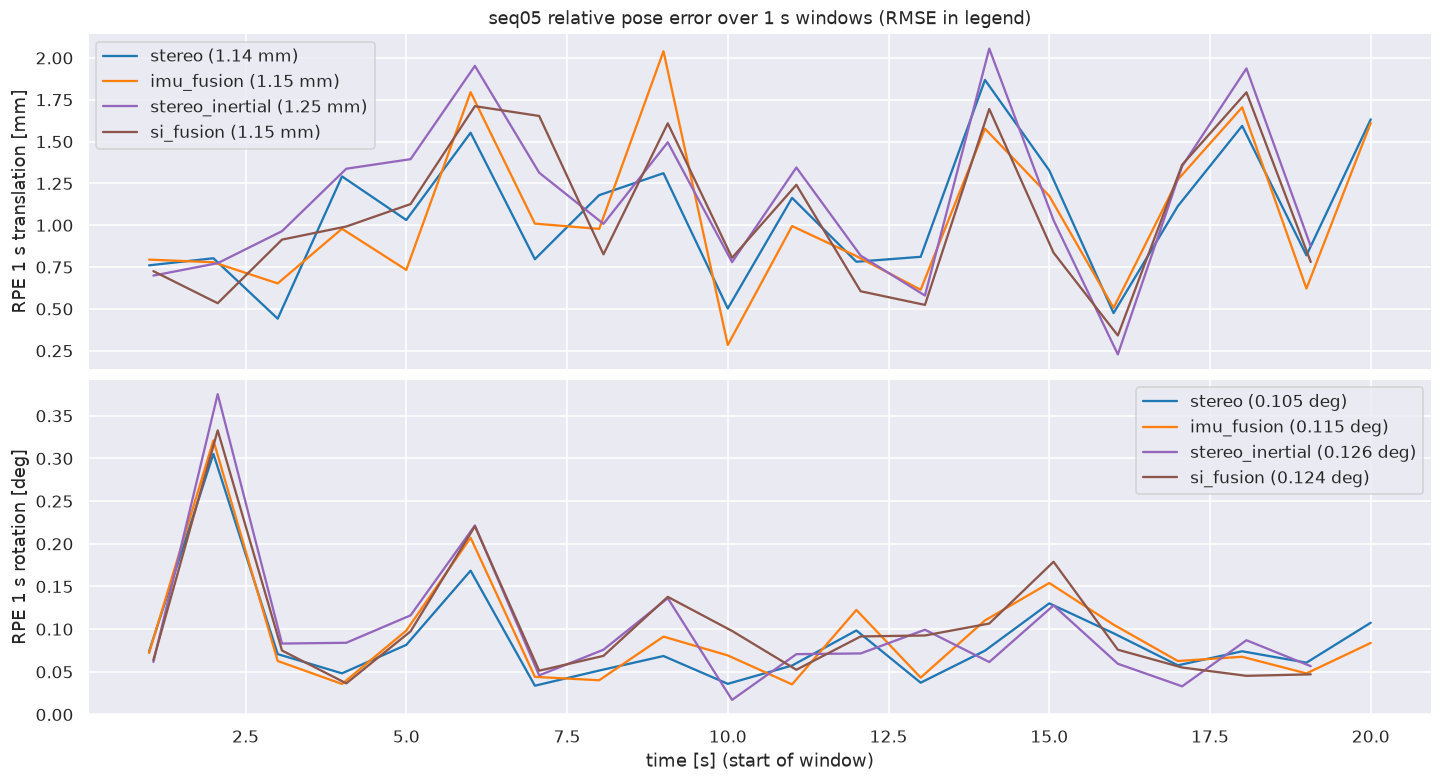 seq05 relative pose error over 1 s windows (RMSE in legend)
RPE 1 s translation [mm]
2.00
1.75
1.50
1.25
1.00
0.75
0.50
0.25
stereo (1.14 mm)
imu_fusion (1.15 mm)
stereo_inertial (1.25 mm)
si_fusion (1.15 mm)
RPE 1 s rotation [deg]
0.35
0.30
0.25
0.20
0.15
0.10
0.05
0.00
stereo (0.105 deg)
imu_fusion (0.115 deg)
stereo_inertial (0.126 deg)
si_fusion (0.124 deg)
2.5 5.0 7.5 10.0 12.5 15.0 17.5 20.0
time [s] (start of window)